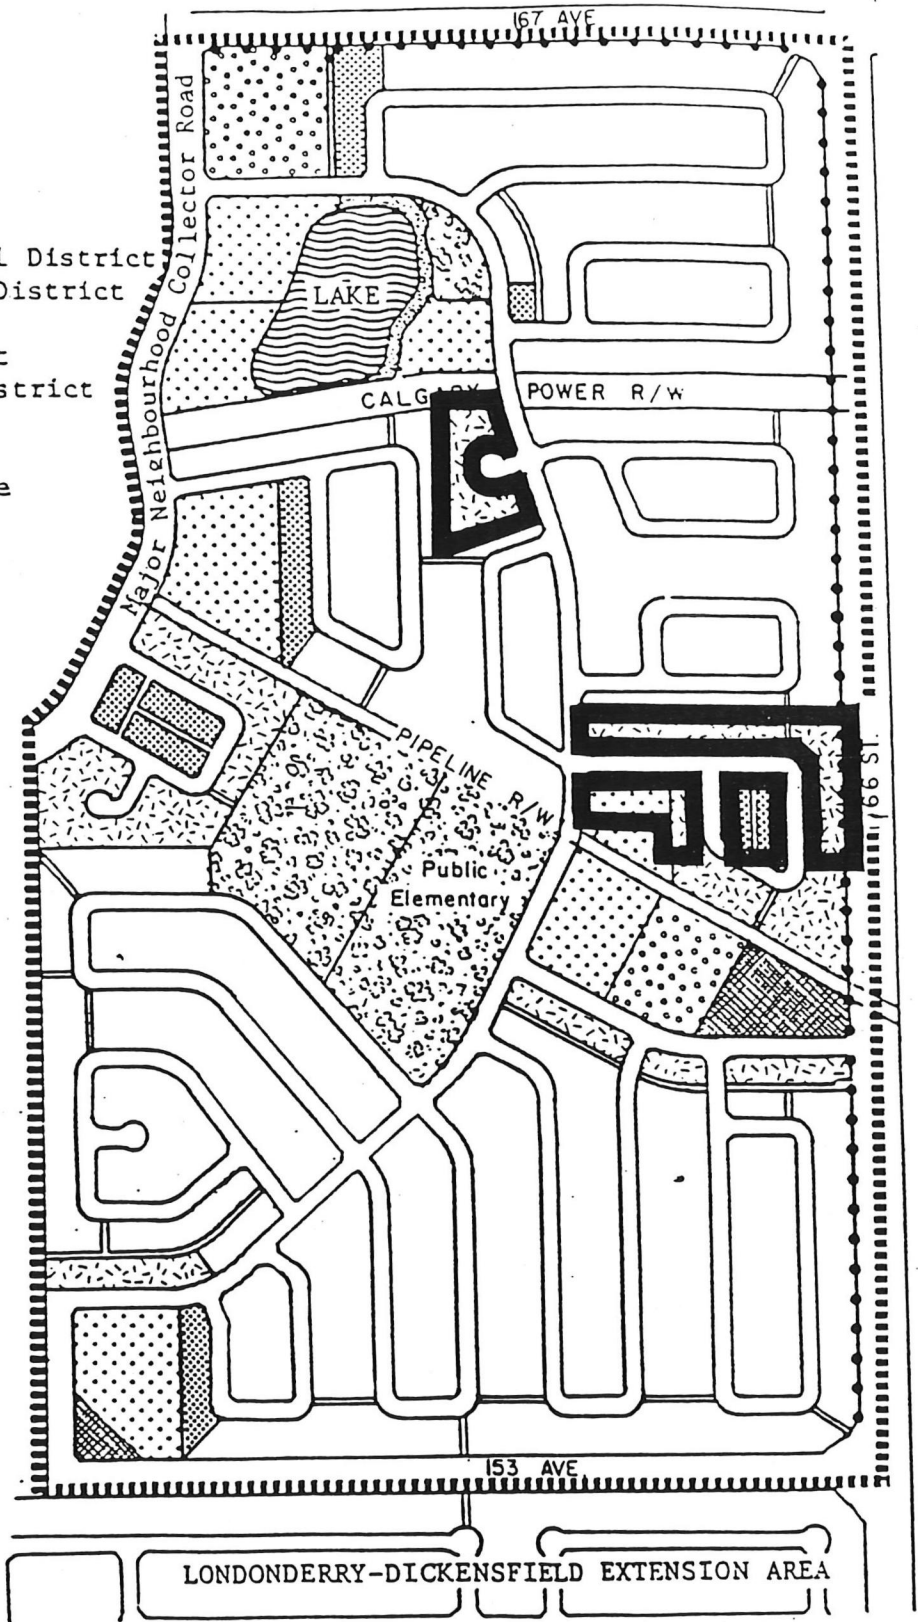 167 AVE
Major Neighbourhood Collector Road
l District
District
t
strict
e
LAKE
CALGARY POWER R/W
PIPELINE R/W
66 ST.
Public
Elementary
153 AVE.
LONDONDERRY-DICKENSFIELD EXTENSION AREA